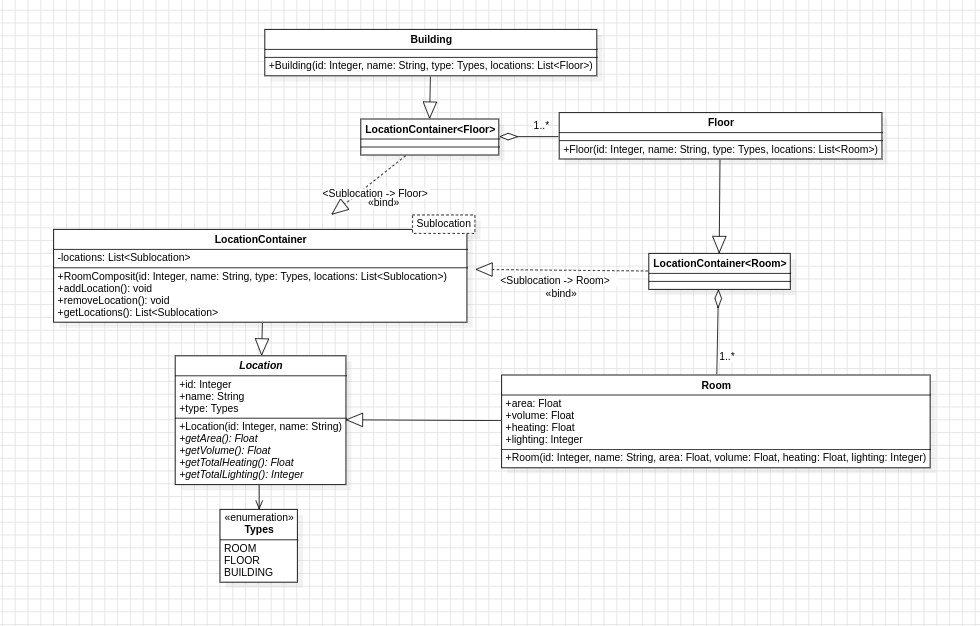 Building
+Building(id: Integer, name: String, type: Types, locations: List<Floor>)
LocationContainer<Floor>
1..*
Floor
+Floor(id: Integer, name: String, type: Types, locations: List<Room>)
<Sublocation -> Floor>
«bind»
Sublocation
LocationContainer
-locations: List<Sublocation>
+RoomComposit(id: Integer, name: String, type: Types, locations: List<Sublocation>)
+addLocation(): void
+removeLocation(): void
+getLocations(): List<Sublocation>
LocationContainer<Room>
<Sublocation -> Room>
«bind»
1..*
Location
+id: Integer
+name: String
+type: Types
+Location(id: Integer, name: String)
+getArea(): Float
+getVolume(): Float
+getTotalHeating(): Float
+getTotalLighting(): Integer
Room
+area: Float
+volume: Float
+heating: Float
+lighting: Integer
+Room(id: Integer, name: String, area: Float, volume: Float, heating: Float, lighting: Integer)
«enumeration»
Types
ROOM
FLOOR
BUILDING